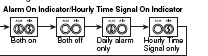 Alarm On Indicator/Hourly Time Signal On Indicator
Both on
Both off
Daily alarm only
Hourly Time Signal only